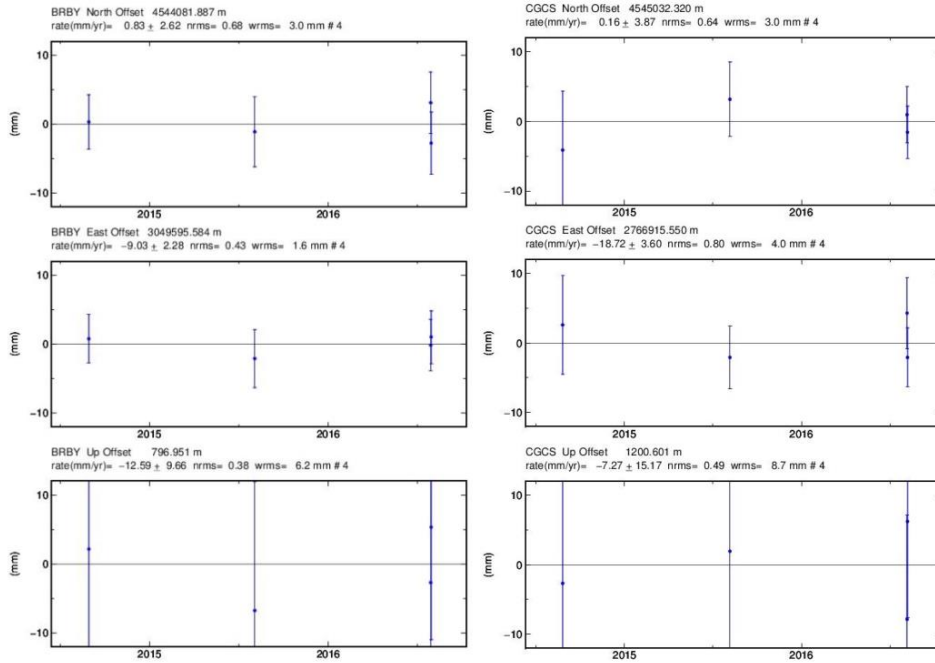 BRBY North Offset 4544081.887 m
rate(mm/yr)= 0.83 ± 2.62 nrms= 0.68 wrms= 3.0 mm # 4
10
0
−10
(mm)
2015 2016
BRBY East Offset 3049595.584 m
rate(mm/yr)= −9.03 ± 2.28 nrms= 0.43 wrms= 1.6 mm # 4
10
0
−10
(mm)
2015 2016
BRBY Up Offset 796.951 m
rate(mm/yr)= −12.59 ± 9.66 nrms= 0.38 wrms= 6.2 mm # 4
10
0
−10
(mm)
2015 2016
CGCS North Offset 4545032.320 m
rate(mm/yr)= 0.16 ± 3.87 nrms= 0.64 wrms= 3.0 mm # 4
10
0
−10
(mm)
2015 2016
CGCS East Offset 2766915.550 m
rate(mm/yr)= −18.72 ± 3.60 nrms= 0.80 wrms= 4.0 mm # 4
10
0
−10
(mm)
2015 2016
CGCS Up Offset 1200.601 m
rate(mm/yr)= −7.27 ± 15.17 nrms= 0.49 wrms= 8.7 mm # 4
10
0
−10
(mm)
2015 2016